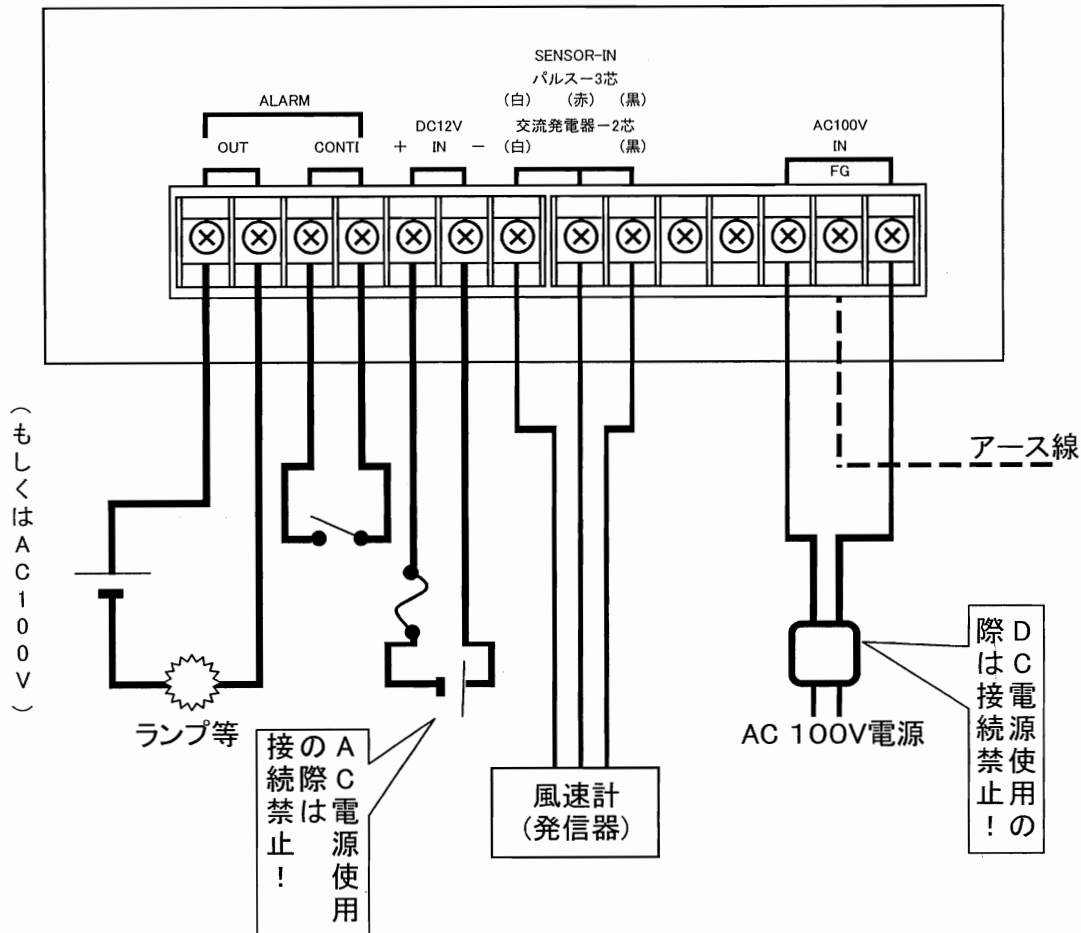 SENSOR-IN
パルスー3芯
(白) (赤) (黒)
ALARM
DC12V
交流発電器ー2芯
AC100V
OUT CONTI + IN - (白) (黒) IN
FG
(もしくはAC100V)
アース線
ランプ等
AC電源使用
の際は
接続禁止!
風速計
(発信器)
AC 100V電源
DC電源使用の
際は接続禁止!